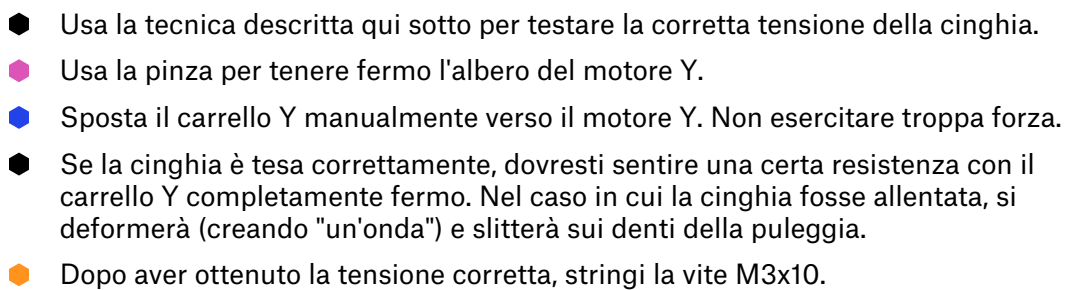 Usa la tecnica descritta qui sotto per testare la corretta tensione della cinghia.
Usa la pinza per tenere fermo l'albero del motore Y.
Sposta il carrello Y manualmente verso il motore Y. Non esercitare troppa forza.
Se la cinghia è tesa correttamente, dovresti sentire una certa resistenza con il
carrello Y completamente fermo. Nel caso in cui la cinghia fosse allentata, si
deformerà (creando "un'onda") e slitterà sui denti della puleggia.
Dopo aver ottenuto la tensione corretta, stringi la vite M3x10.